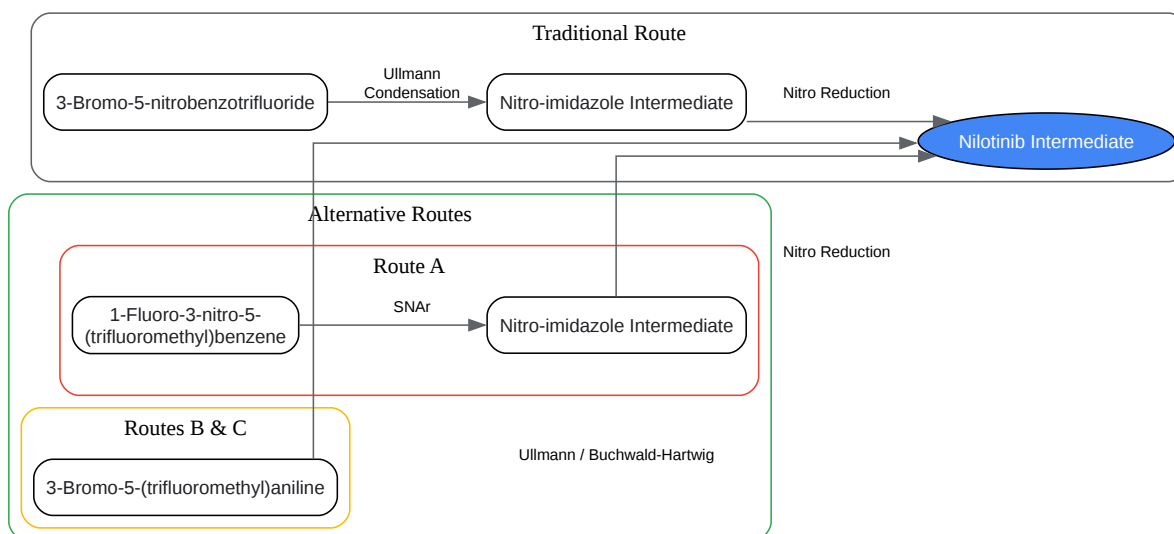 Traditional Route
Ullmann
Condensation
3-Bromo-5-nitrobenzotrifluoride
Nitro-imidazole Intermediate
Nitro Reduction
Nilotinib Intermediate
Alternative Routes
Nitro Reduction
Route A
1-Fluoro-3-nitro-5-
(trifluoromethyl)benzene
SNAr
Nitro-imidazole Intermediate
Routes B & C
Ullmann / Buchwald-Hartwig
3-Bromo-5-(trifluoromethyl)aniline